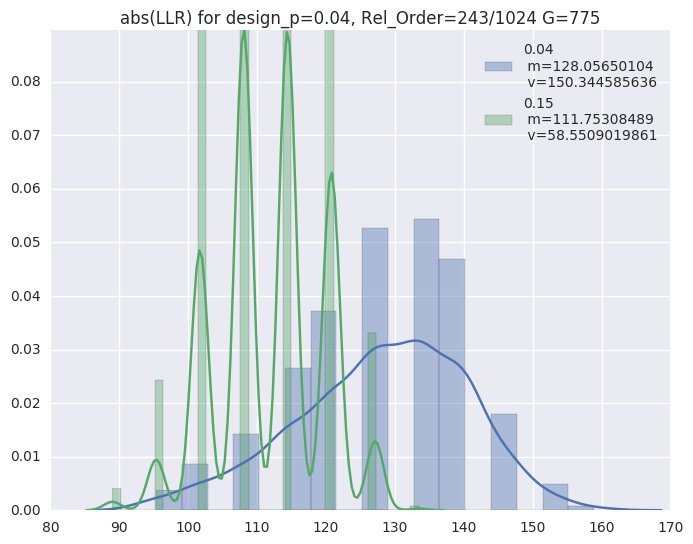 abs(LLR) for design_p=0.04, Rel_Order=243/1024 G=775
0.04
m=128.05650104
v=150.344585636
0.15
m=111.75308489
v=58.5509019861
0.08
0.07
0.06
0.05
0.04
0.03
0.02
0.01
0.00
80 90 100 110 120 130 140 150 160 170